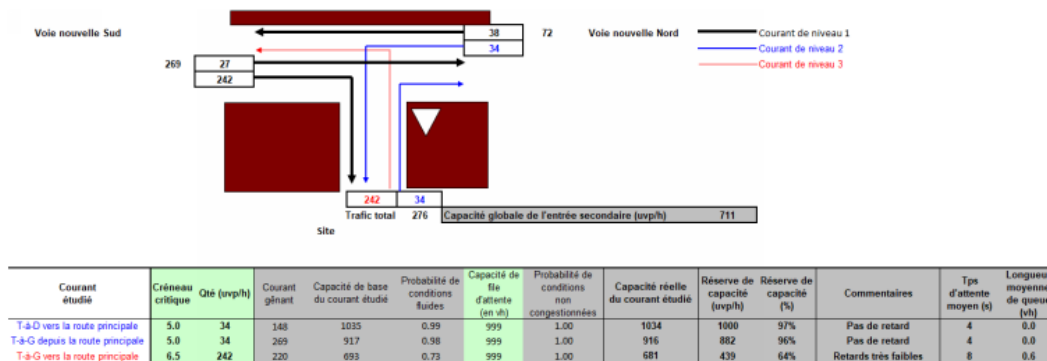 Voie nouvelle Sud
38
72
Voie nouvelle Nord
Courant de niveau 1
34
Courant de niveau 2
Courant de niveau 3
269
27
242
242
34
Trafic total
276
Capacité globale de l'entrée secondaire (uvp/h)
711
Site
Courant étudié Créneau critique Qté (uvp/h) Courant gênant Capacité de base du courant étudié Probabilité de conditions fluides Capacité de file d'attente (en vh) Probabilité de conditions non congestionnées Capacité réelle du courant étudié Réserve de capacité (uvp/h) Réserve de capacité (%) Commentaires Tps d'attente moyen (s) Longueur moyenne de queue (vh)
T-à-D vers la route principale 5.0 34 148 1035 0.99 999 1.00 1034 1000 97% Pas de retard 4 0.0
T-à-G depuis la route principale 5.0 34 269 917 0.98 999 1.00 916 882 96% Pas de retard 4 0.0
T-à-G vers la route principale 6.5 242 220 693 0.73 999 1.00 681 439 64% Retards très faibles 8 0.6